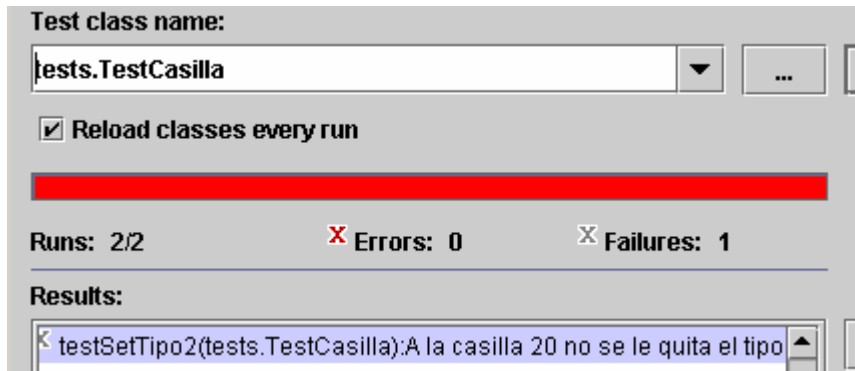 Test class name:
tests.TestCasilla
...
Reload classes every run
Runs: 2/2 X Errors: 0 X Failures: 1
Results:
testSetTipo2(tests.TestCasilla):A la casilla 20 no se le quita el tipo